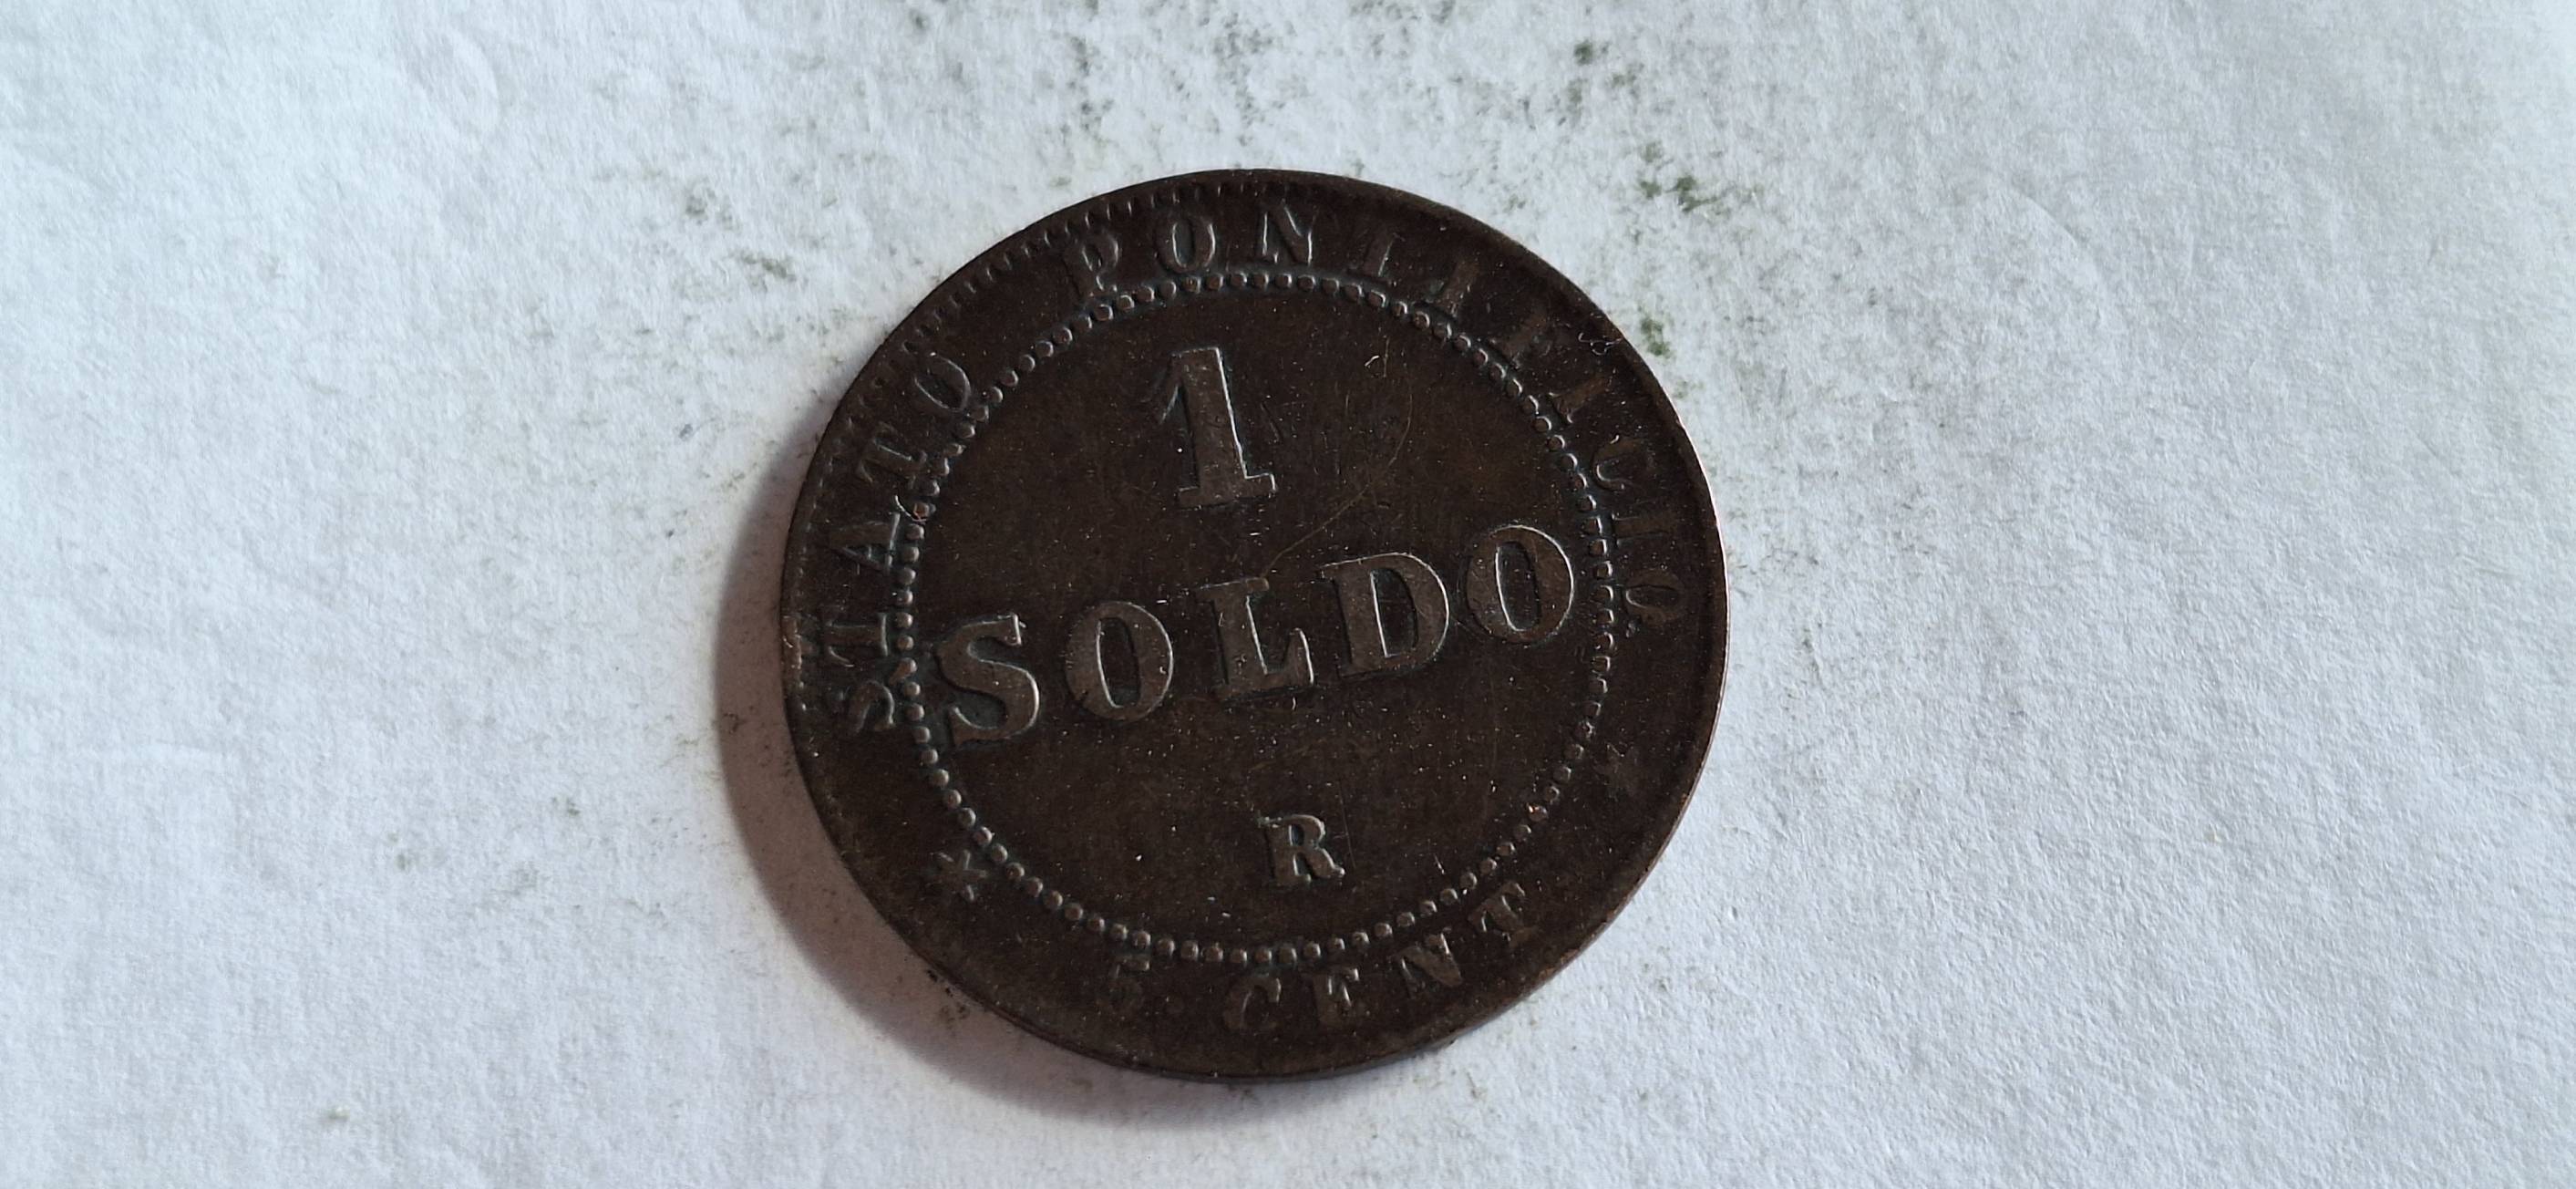 STATO PONTIFICIO
1
SOLDO
R
* 5. CENT *